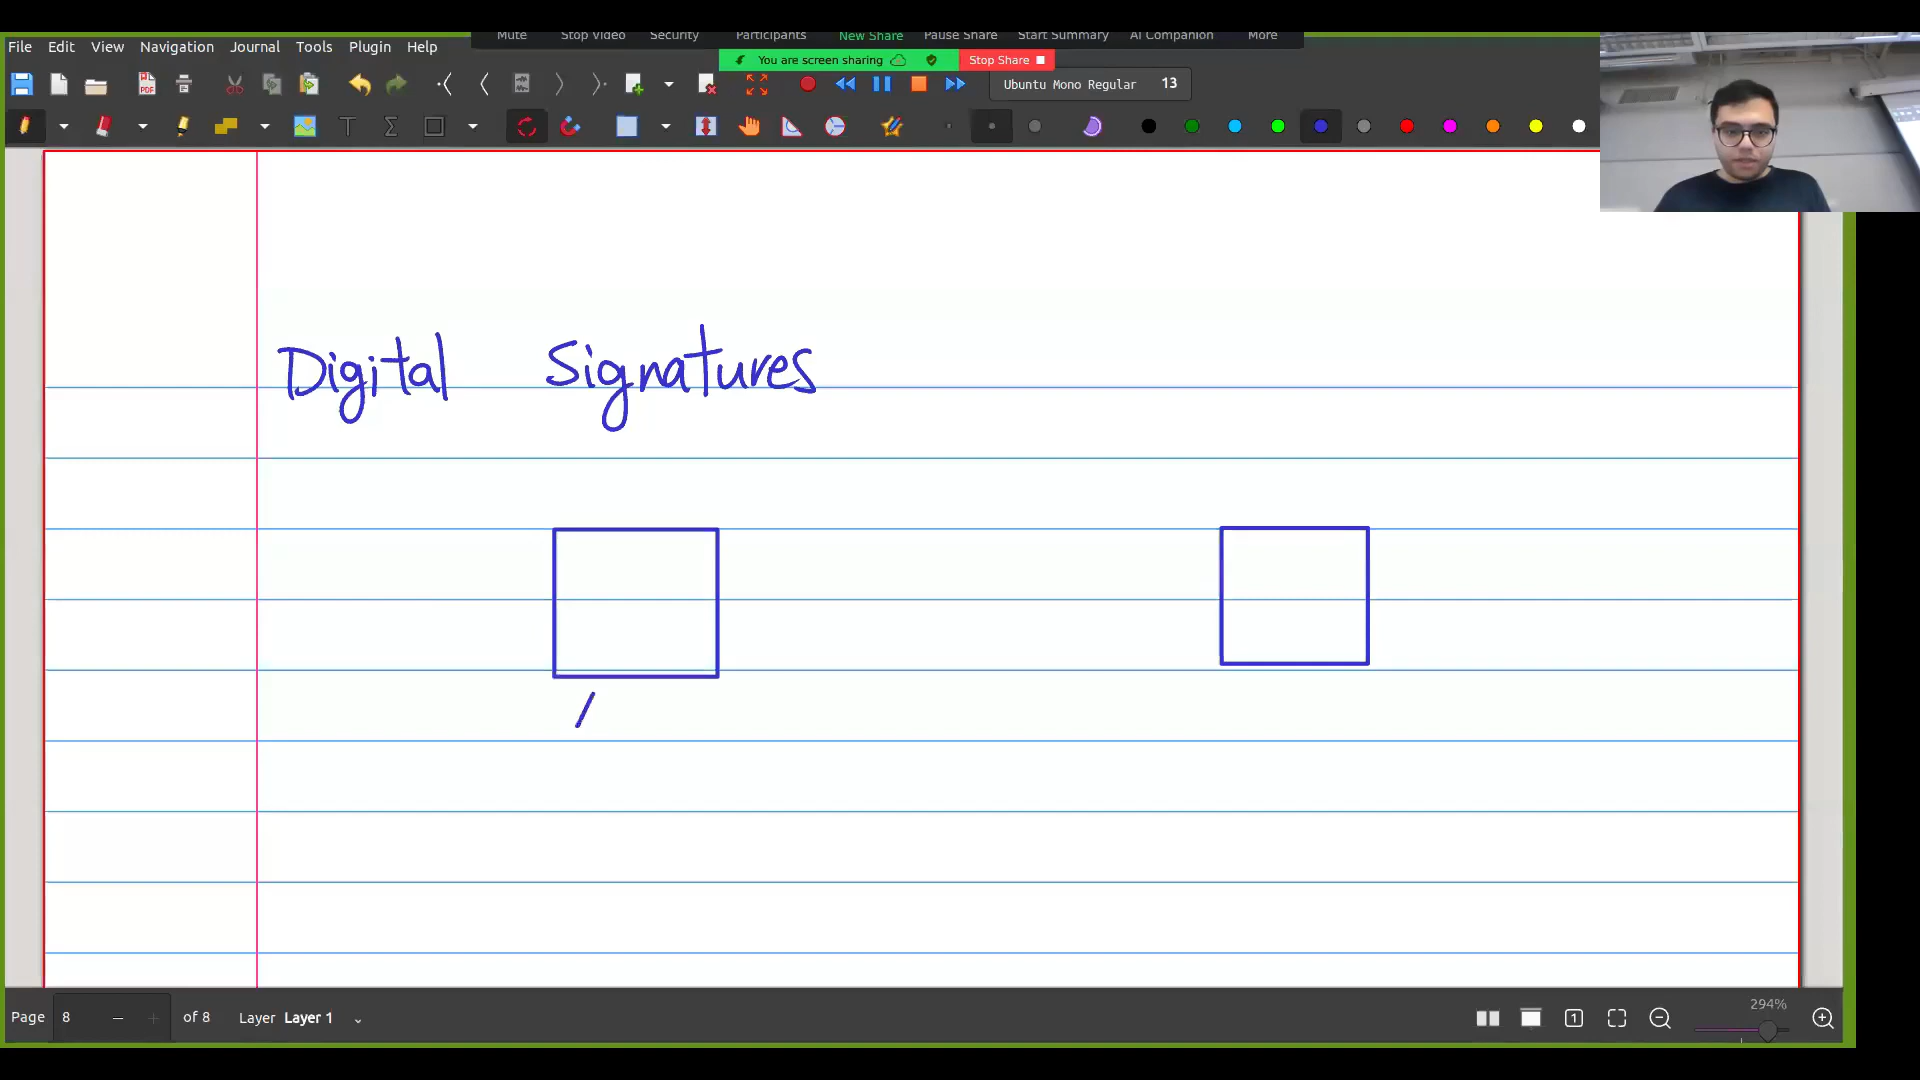 Mute Stop Video Security Participants New Share Pause Share Start Summary AI Companion More
File Edit View Navigation Journal Tools Plugin Help
You are screen sharing Stop Share
PDF Ubuntu Mono Regular 13
Digital Signatures
Page 8 of 8 Layer Layer 1 1 294%